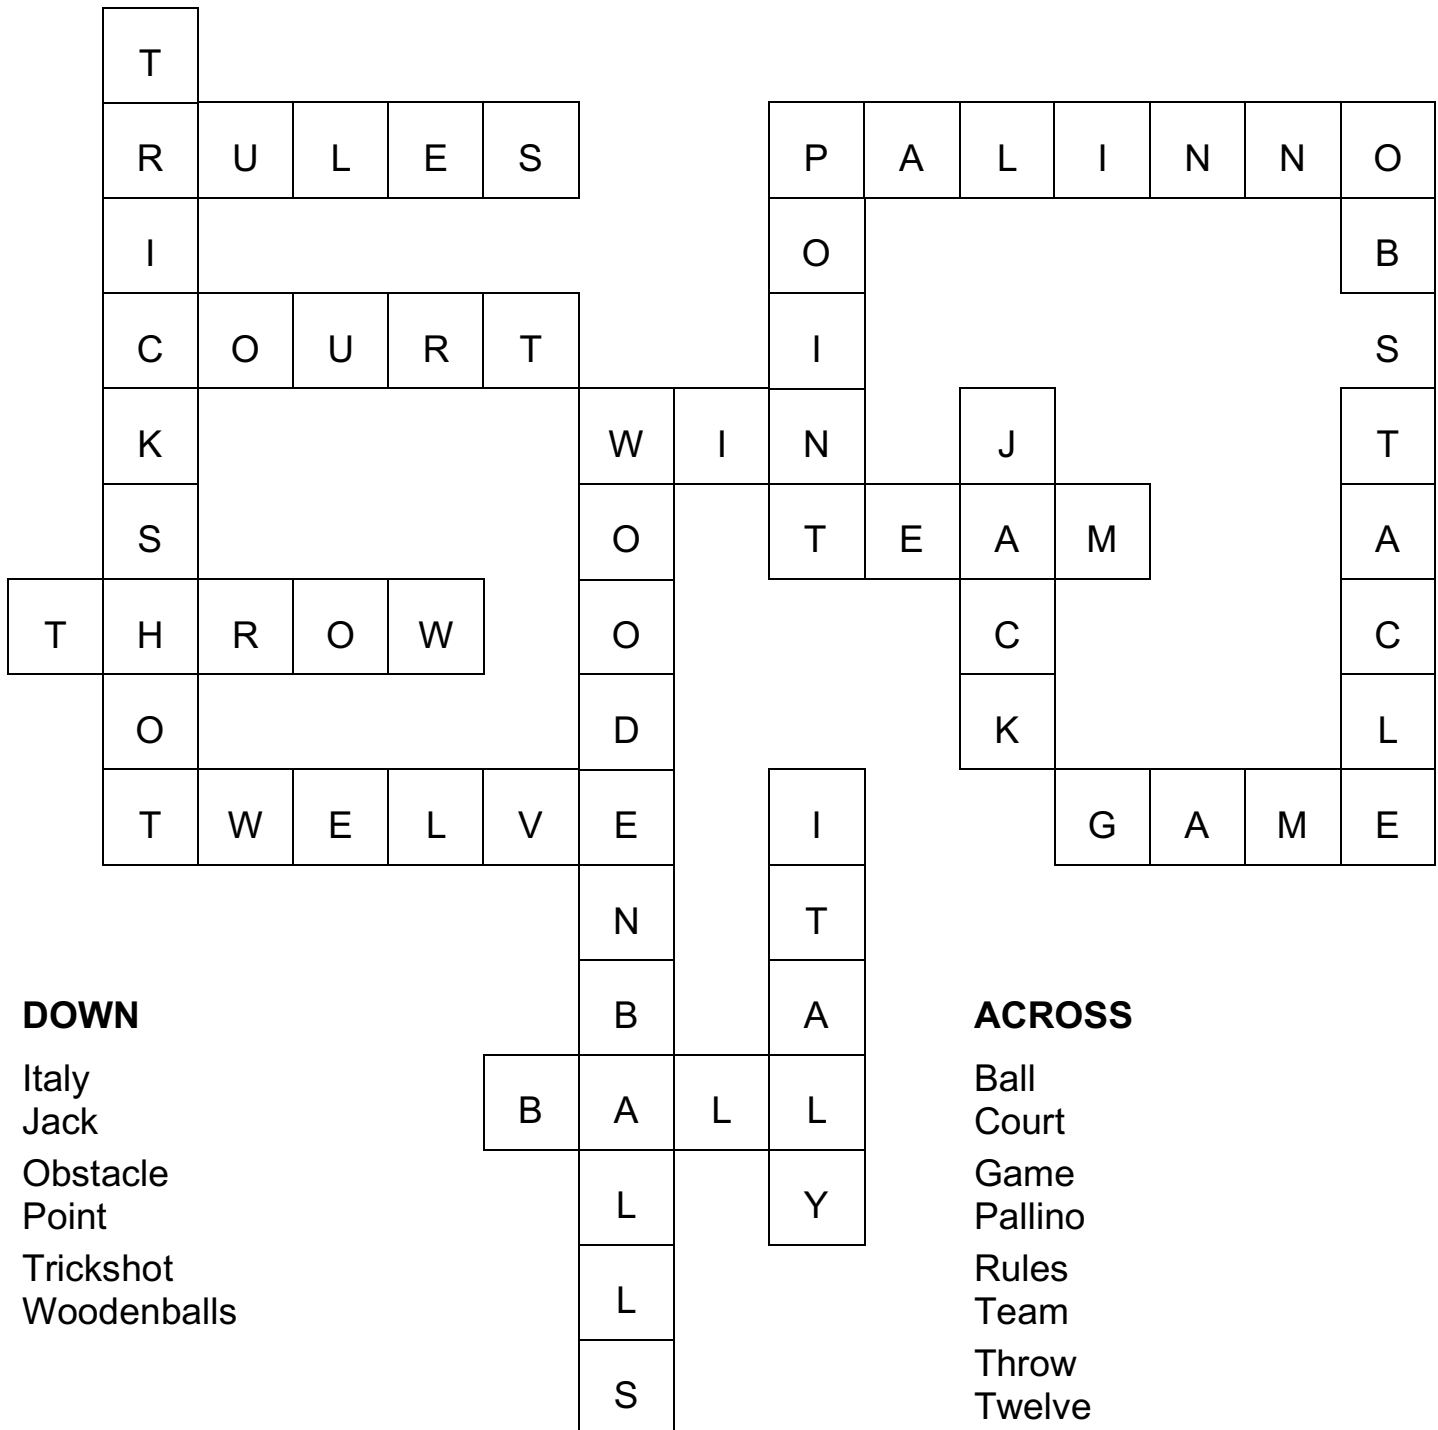 T
R U L E S P A L I N N O
I O B
C O U R T I S
K W I N J T
S O T E A M A
T H R O W O C C
O D K L
T W E L V E I G A M E
N T
B A
B A L L
L Y
L
S
DOWN
Italy
Jack
Obstacle
Point
Trickshot
Woodenballs
ACROSS
Ball
Court
Game
Pallino
Rules
Team
Throw
Twelve